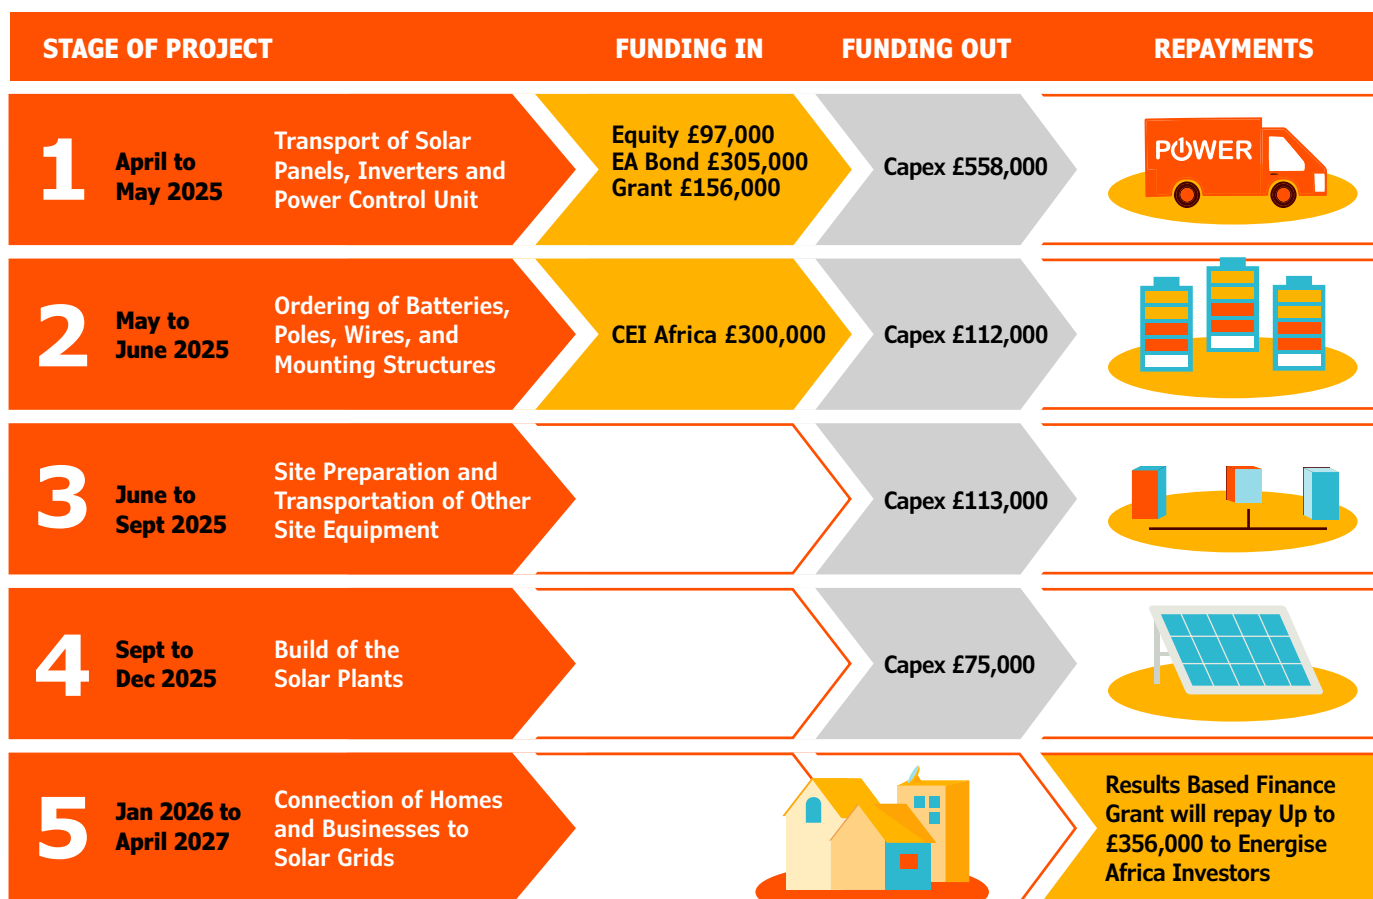 STAGE OF PROJECT FUNDING IN FUNDING OUT REPAYMENTS
1
April to
May 2025
Transport of Solar
Panels, Inverters and
Power Control Unit
Equity £97,000
EA Bond £305,000
Grant £156,000
Capex £558,000
POWER
2
May to
June 2025
Ordering of Batteries,
Poles, Wires, and
Mounting Structures
CEI Africa £300,000
Capex £112,000
3
June to
Sept 2025
Site Preparation and
Transportation of Other
Site Equipment
Capex £113,000
4
Sept to
Dec 2025
Build of the
Solar Plants
Capex £75,000
5
Jan 2026 to
April 2027
Connection of Homes
and Businesses to
Solar Grids
Results Based Finance
Grant will repay Up to
£356,000 to Energise
Africa Investors